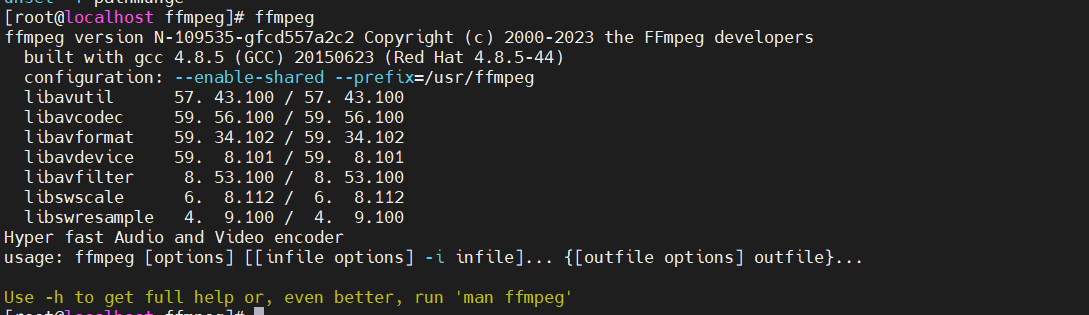 unset -f pathmunge
[root@localhost ffmpeg]# ffmpeg
ffmpeg version N-109535-gfcd557a2c2 Copyright (c) 2000-2023 the FFmpeg developers
  built with gcc 4.8.5 (GCC) 20150623 (Red Hat 4.8.5-44)
  configuration: --enable-shared --prefix=/usr/ffmpeg
  libavutil      57. 43.100 / 57. 43.100
  libavcodec     59. 56.100 / 59. 56.100
  libavformat    59. 34.102 / 59. 34.102
  libavdevice    59.  8.101 / 59.  8.101
  libavfilter     8. 53.100 /  8. 53.100
  libswscale      6.  8.112 /  6.  8.112
  libswresample   4.  9.100 /  4.  9.100
Hyper fast Audio and Video encoder
usage: ffmpeg [options] [[infile options] -i infile]... {[outfile options] outfile}...

Use -h to get full help or, even better, run 'man ffmpeg'
[root@localhost ffmpeg]#